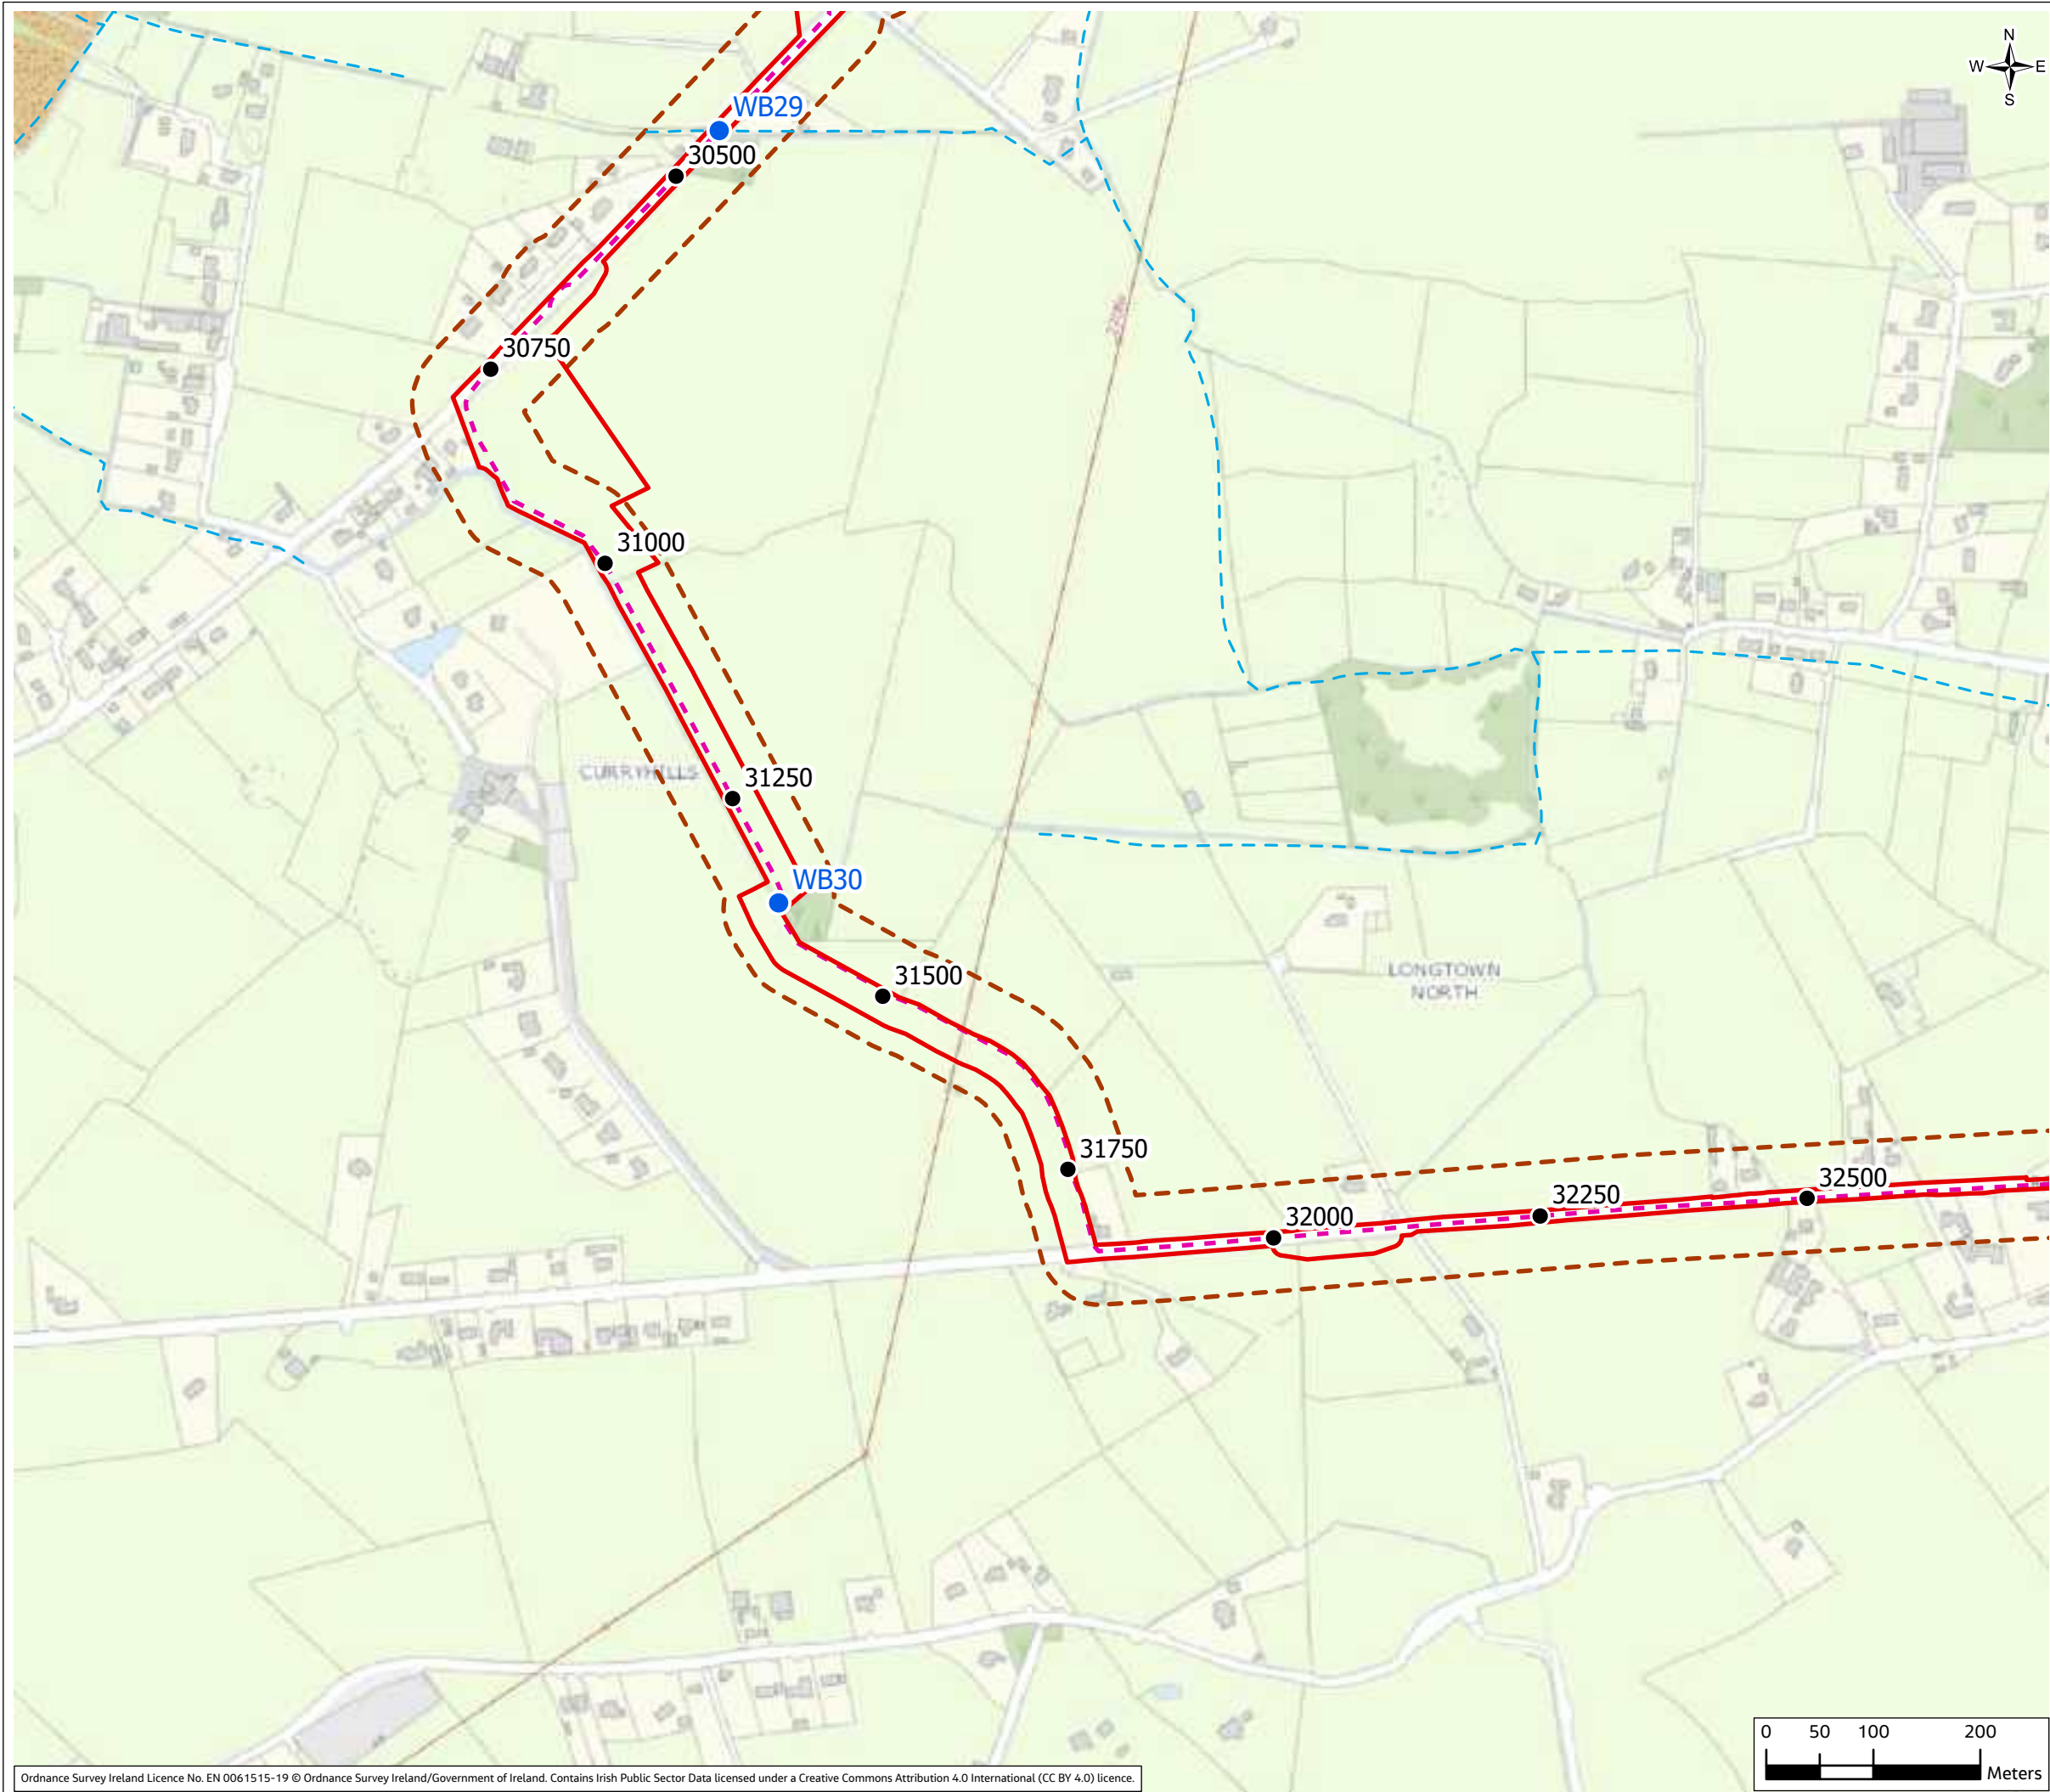 N
W E
S
WB29
30500
30750
31000
CURRYHILLS
31250
WB30
31500
LONGTOWN
NORTH
31750
32000
32250
32500
0 50 100 200
Meters
Ordnance Survey Ireland Licence No. EN 0061515-19 © Ordnance Survey Ireland/Government of Ireland. Contains Irish Public Sector Data licensed under a Creative Commons Attribution 4.0 International (CC BY 4.0) licence.